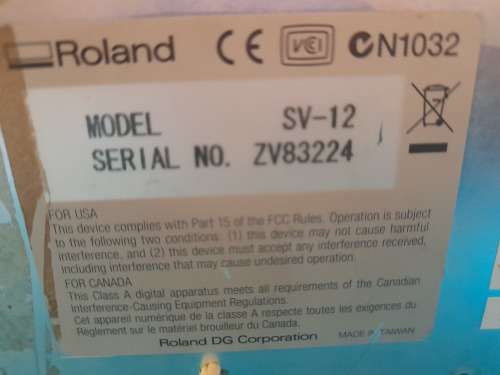 Roland CE VCI N1032
MODEL SV-12
SERIAL NO. ZV83224
FOR USA
This device complies with Part 15 of the FCC Rules. Operation is subject
to the following two conditions: (1) this device may not cause harmful
interference, and (2) this device must accept any interference received,
including interference that may cause undesired operation.
FOR CANADA
This Class A digital apparatus meets all requirements of the Canadian
Interference-Causing Equipment Regulations.
Cet appareil numérique de la classe A respecte toutes les exigences du
Règlement sur le matériel brouilleur du Canada.
Roland DG Corporation MADE IN TAIWAN